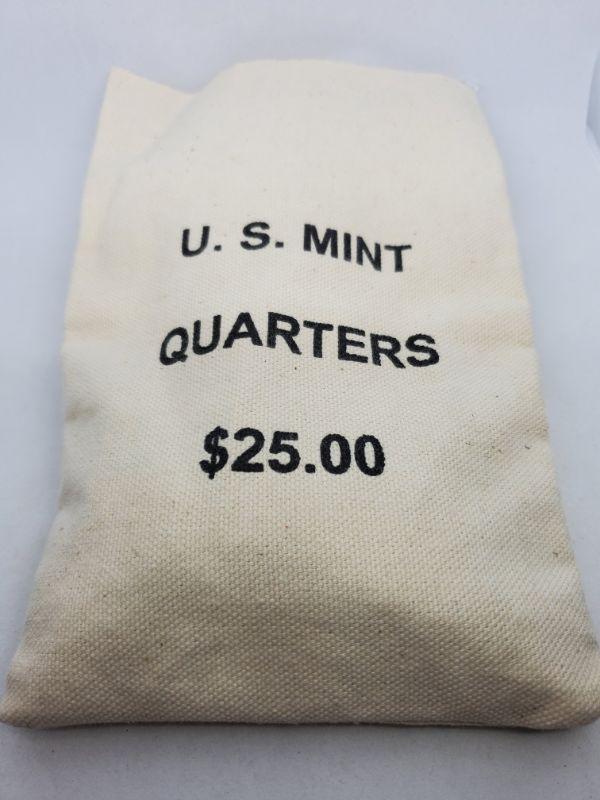 U. S. MINT
QUARTERS
$25.00